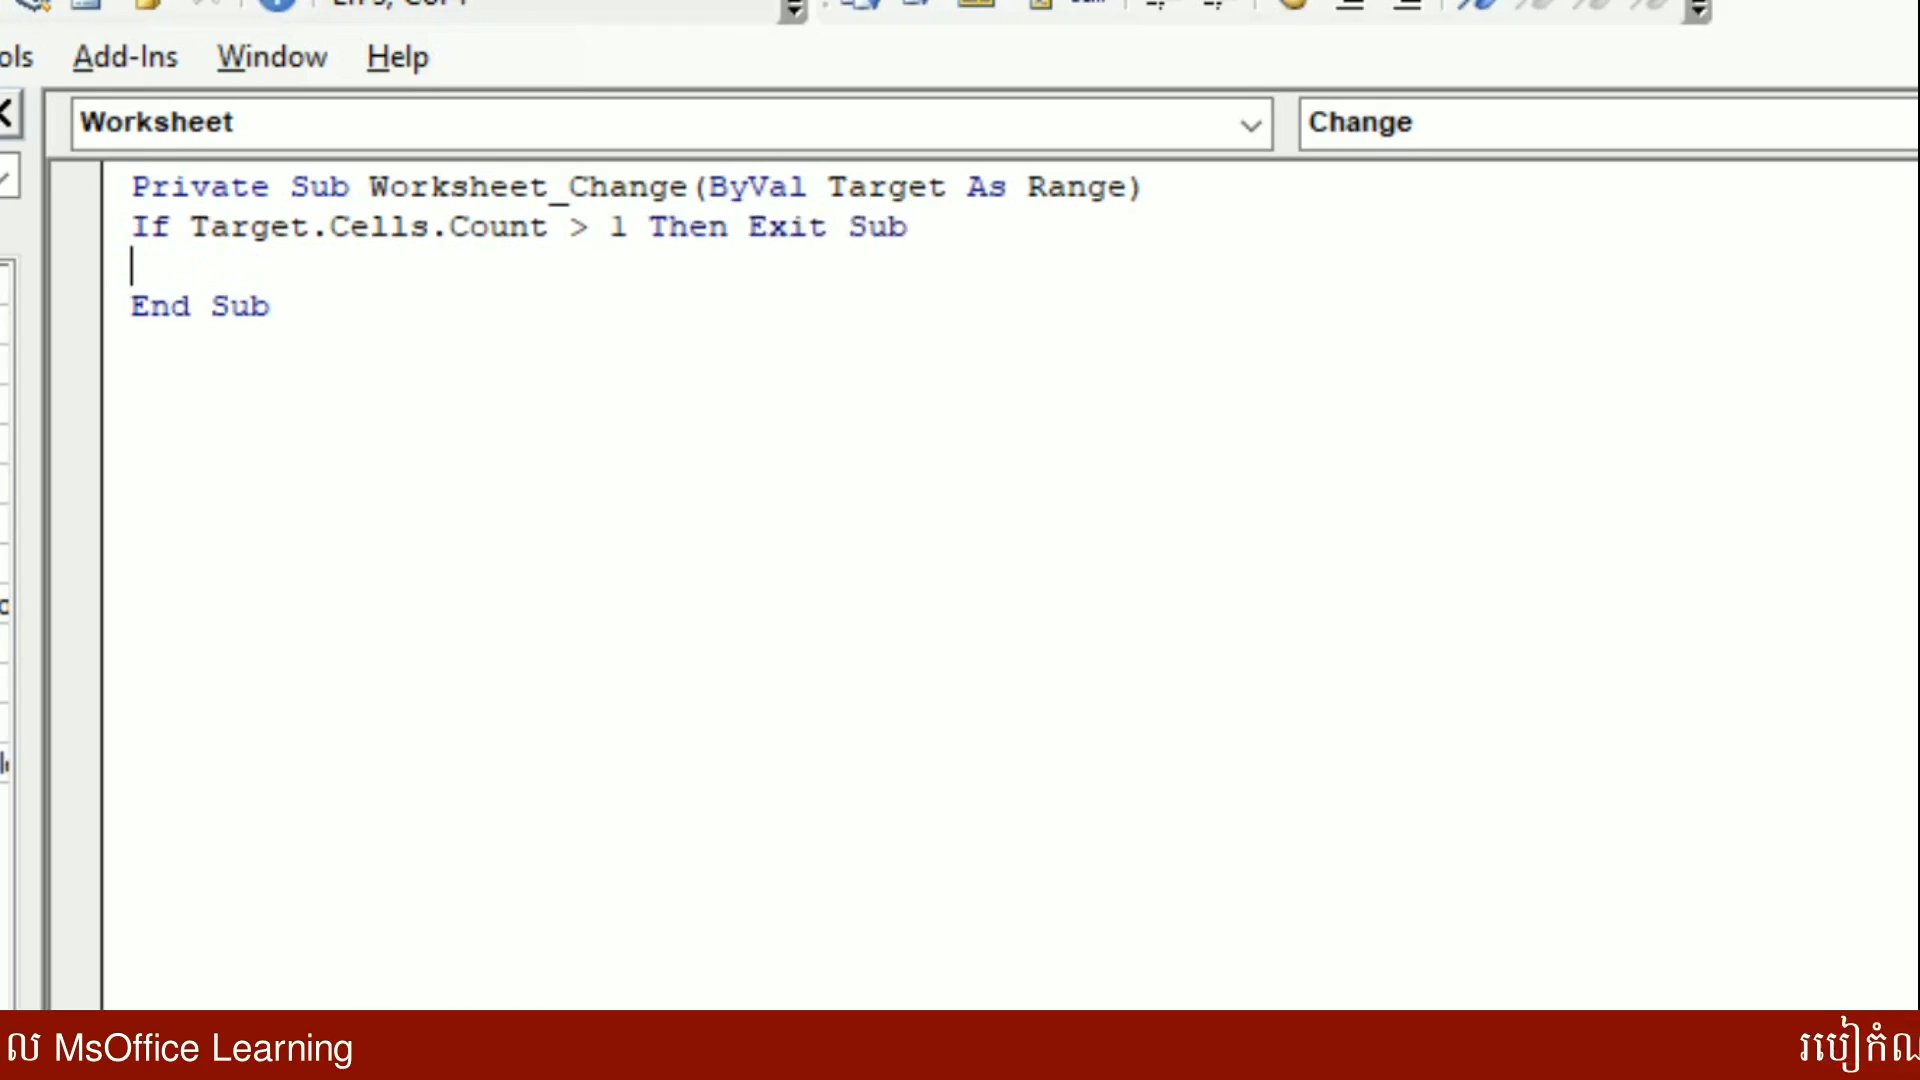 Add-Ins Window Help
Worksheet Change
Private Sub Worksheet_Change(ByVal Target As Range)
If Target.Cells.Count > 1 Then Exit Sub
End Sub
ល MsOffice Learning